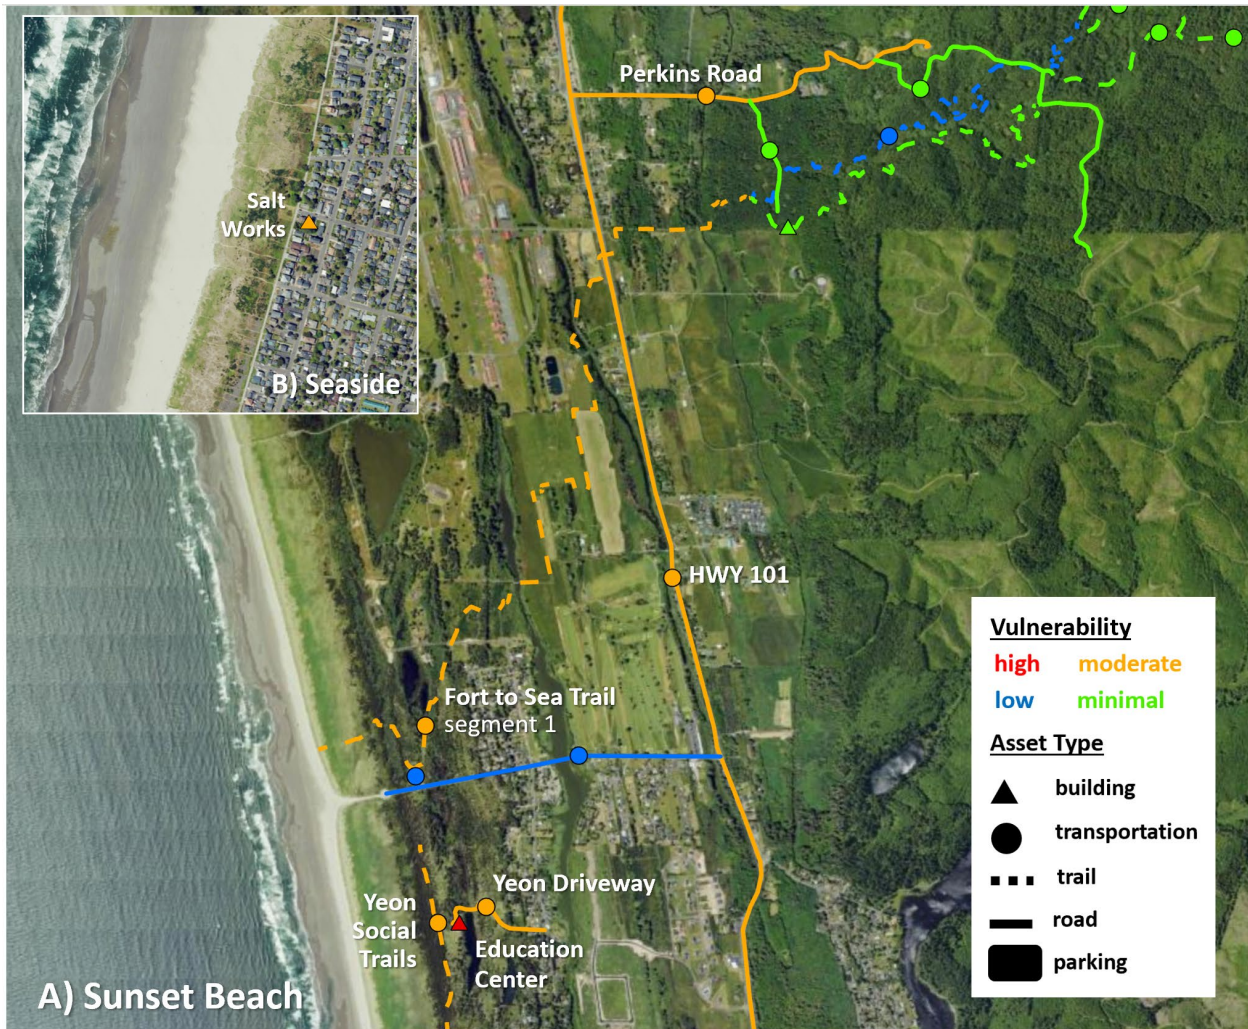 Perkins Road
Salt
Works
B) Seaside
HWY 101
Fort to Sea Trail
segment 1
Yeon Driveway
Yeon
Social
Trails
Education
Center
A) Sunset Beach
Vulnerability
high moderate
low minimal
Asset Type
building
transportation
trail
road
parking